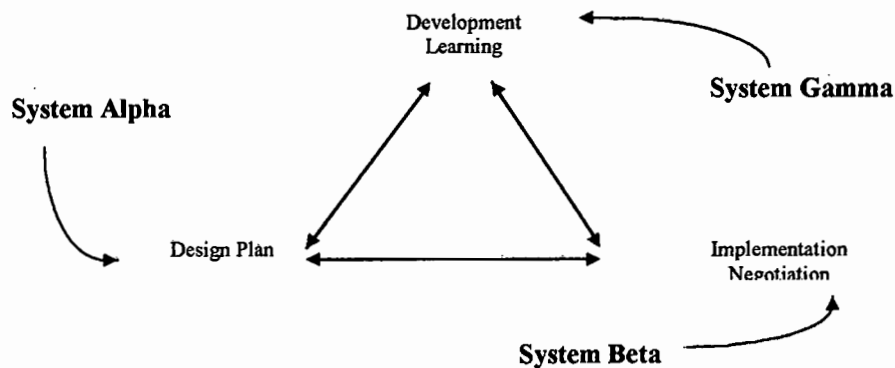 Development
Learning
System Gamma
System Alpha
Design Plan
Implementation
Negotiation
System Beta